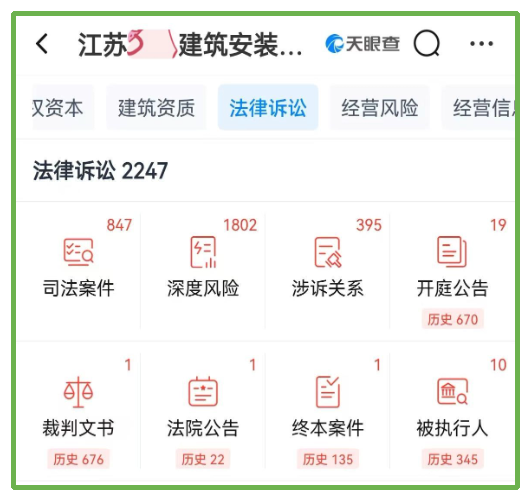 江苏 建筑安装... 天眼查
权资本 建筑资质 法律诉讼 经营风险 经营信
法律诉讼 2247
847 1802 395 19
司法案件 深度风险 涉诉关系 开庭公告
历史 670
1 1 1 10
裁判文书 法院公告 终本案件 被执行人
历史 676 历史 22 历史 135 历史 345